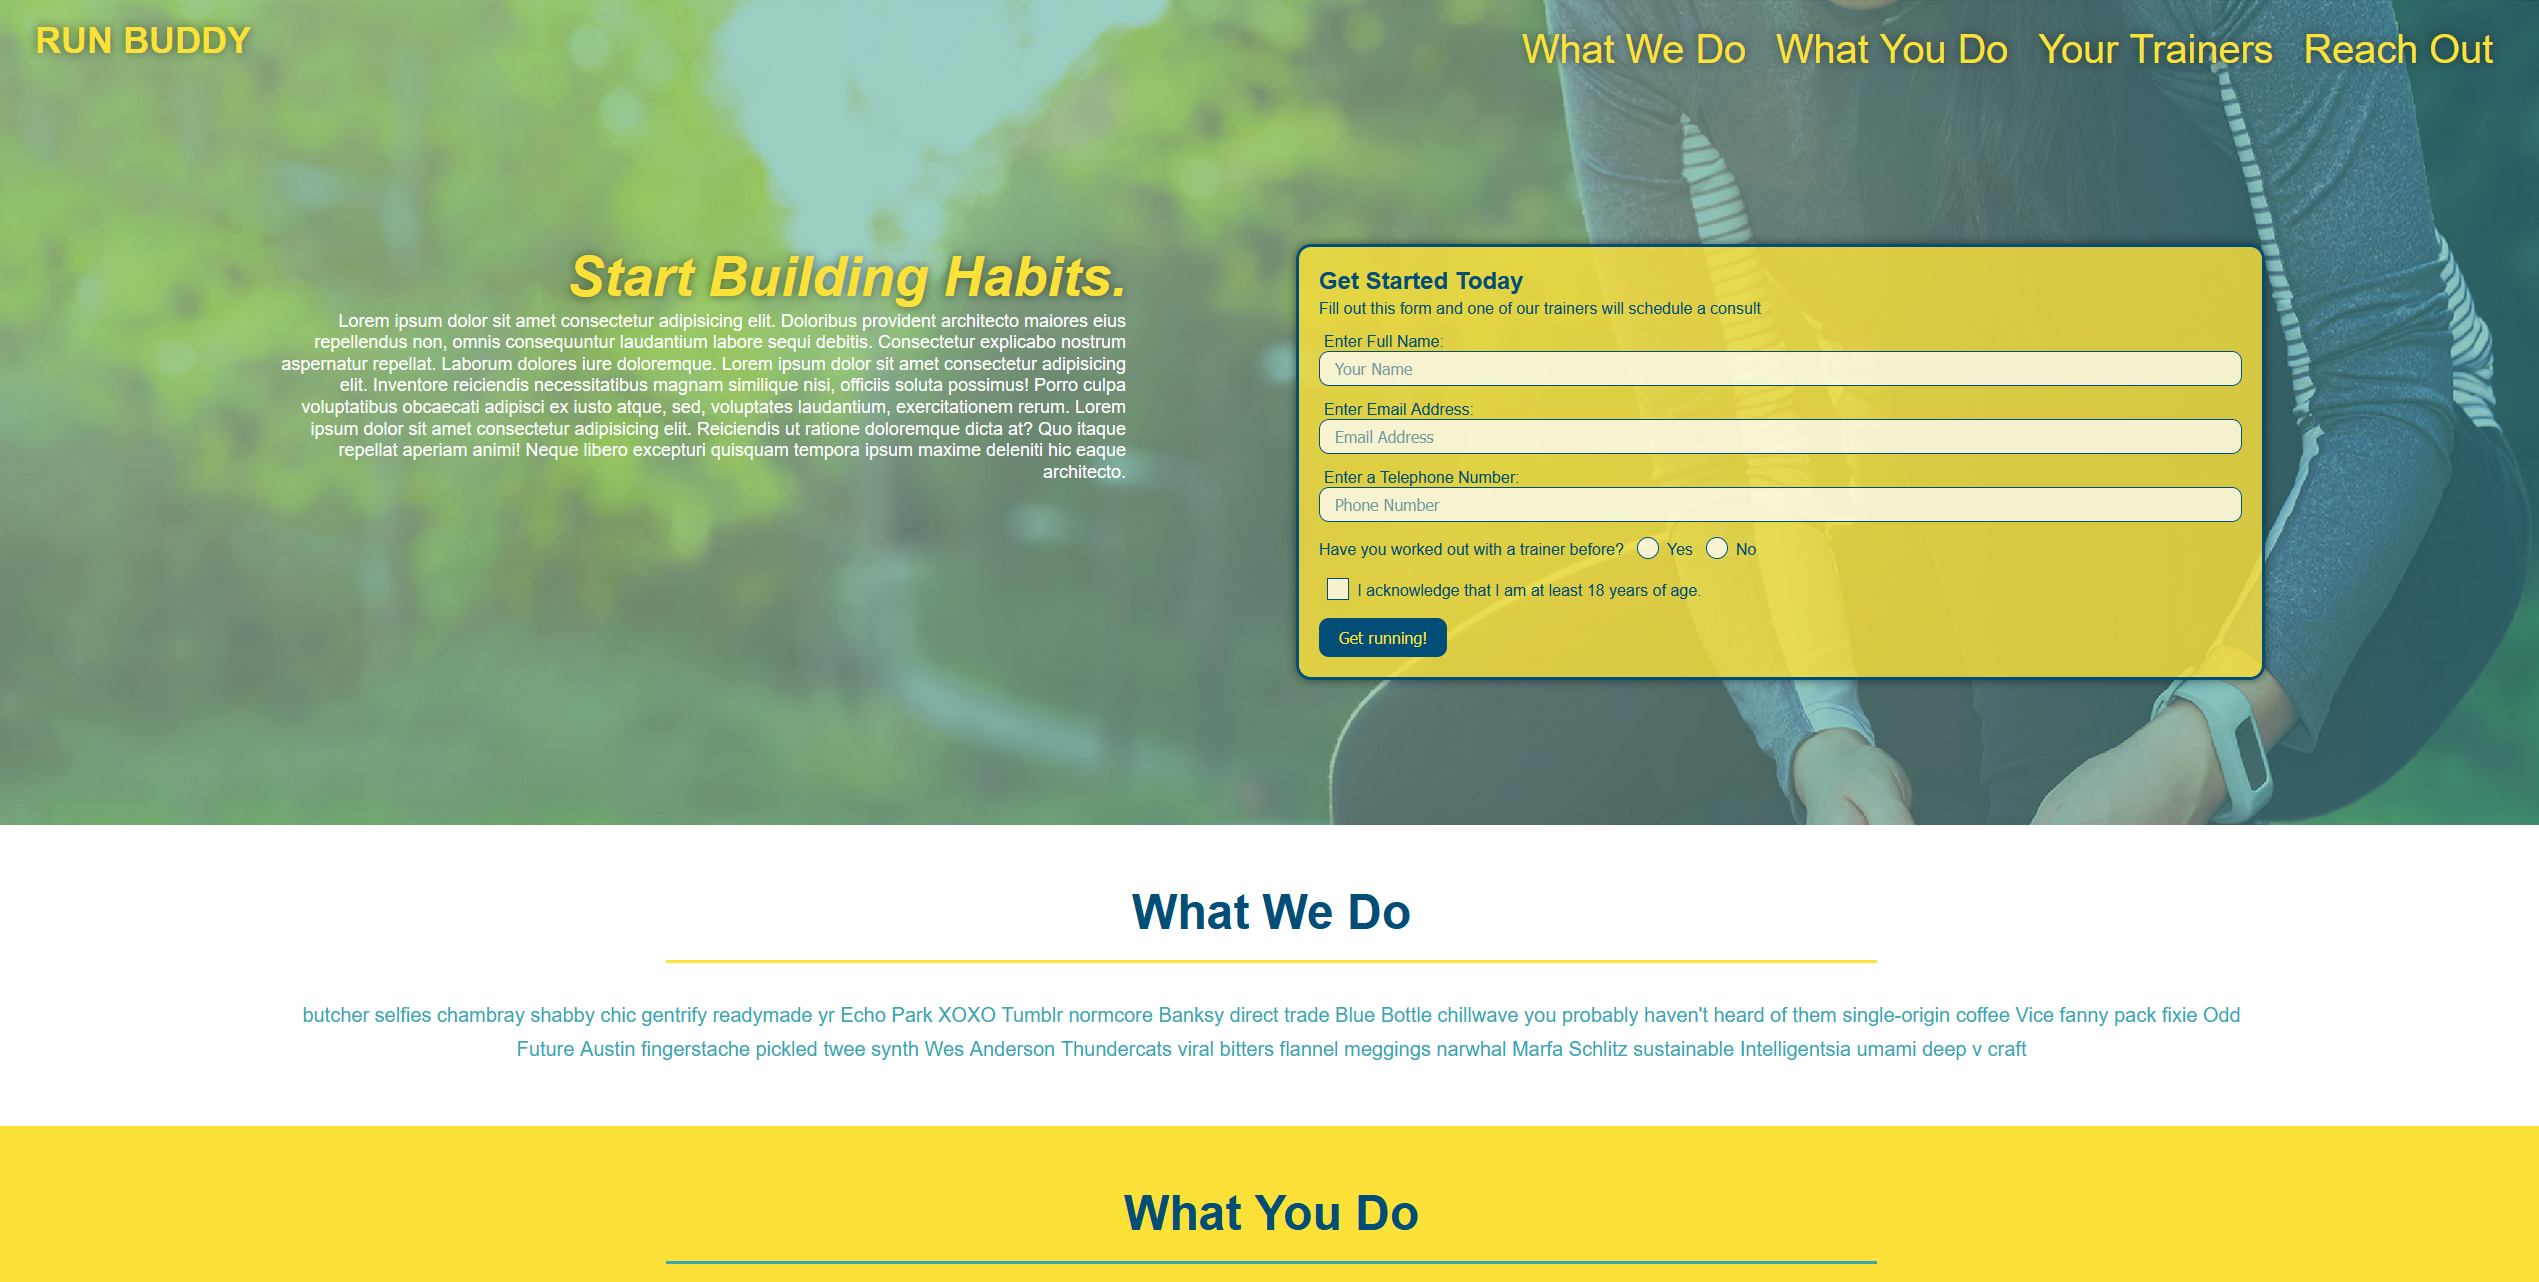 RUN BUDDY
What We Do What You Do Your Trainers Reach Out
Start Building Habits.
Lorem ipsum dolor sit amet consectetur adipisicing elit. Doloribus provident architecto maiores eius
repellendus non, omnis consequuntur laudantium labore sequi debitis. Consectetur explicabo nostrum
aspernatur repellat. Laborum dolores iure doloremque. Lorem ipsum dolor sit amet consectetur adipisicing
elit. Inventore reiciendis necessitatibus magnam similique nisi, officiis soluta possimus! Porro culpa
voluptatibus obcaecati adipisci ex iusto atque, sed, voluptates laudantium, exercitationem rerum. Lorem
ipsum dolor sit amet consectetur adipisicing elit. Reiciendis ut ratione doloremque dicta at? Quo itaque
repellat aperiam animi! Neque libero excepturi quisquam tempora ipsum maxime deleniti hic eaque
architecto.
Get Started Today
Fill out this form and one of our trainers will schedule a consult
Enter Full Name:
Your Name
Enter Email Address:
Email Address
Enter a Telephone Number:
Phone Number
Have you worked out with a trainer before? Yes No
I acknowledge that I am at least 18 years of age.
Get running!
What We Do
butcher selfies chambray shabby chic gentrify readymade yr Echo Park XOXO Tumblr normcore Banksy direct trade Blue Bottle chillwave you probably haven't heard of them single-origin coffee Vice fanny pack fixie Odd
Future Austin fingerstache pickled twee synth Wes Anderson Thundercats viral bitters flannel meggings narwhal Marfa Schlitz sustainable Intelligentsia umami deep v craft
What You Do